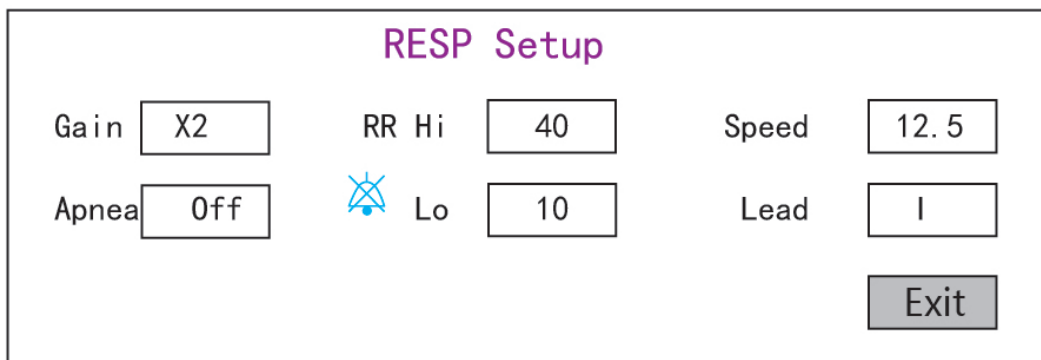 RESP Setup
Gain X2 RR Hi 40 Speed 12.5
Apnea Off Lo 10 Lead I
Exit